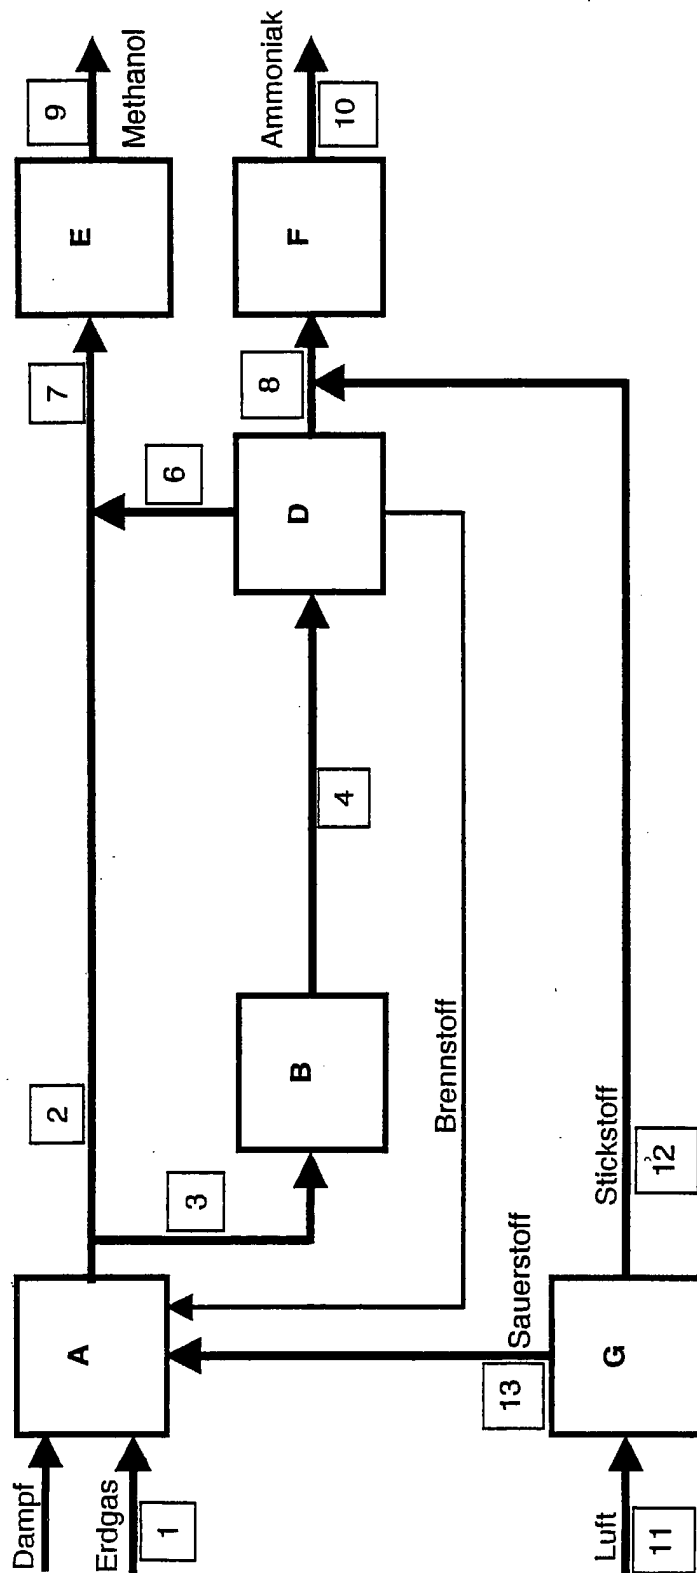 Dampf
Erdgas
1
A
2
3
B
4
D
6
7
8
E
F
9
Methanol
10
Ammoniak
Brennstoff
Sauerstoff
13
G
Luft
11
Stickstoff
12